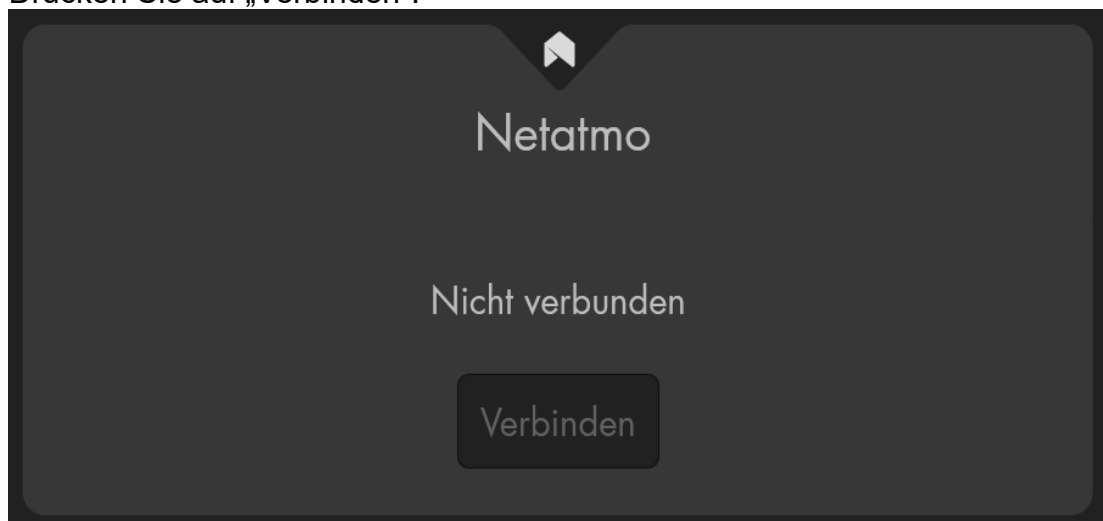 Drücken Sie auf „Verbinden“.
Netatmo
Nicht verbunden
Verbinden